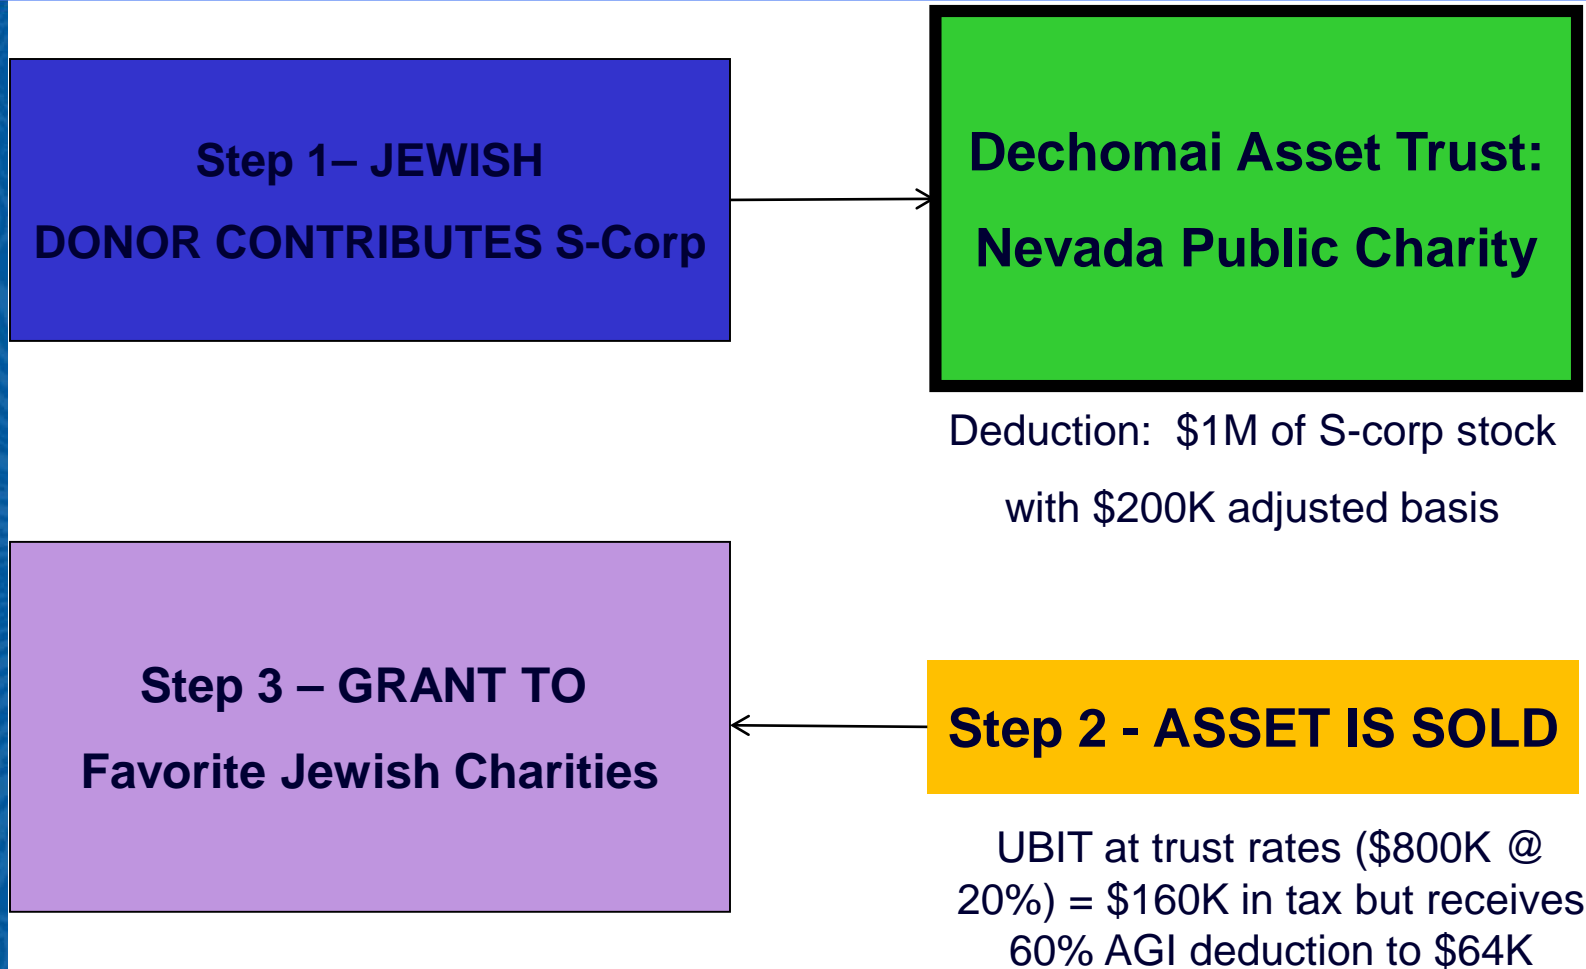 Step 1– JEWISH
DONOR CONTRIBUTES S-Corp
Dechomai Asset Trust:
Nevada Public Charity
Deduction:  $1M of S-corp stock
with $200K adjusted basis
Step 3 – GRANT TO
Favorite Jewish Charities
Step 2 - ASSET IS SOLD
UBIT at trust rates ($800K @
20%) = $160K in tax but receives
60% AGI deduction to $64K